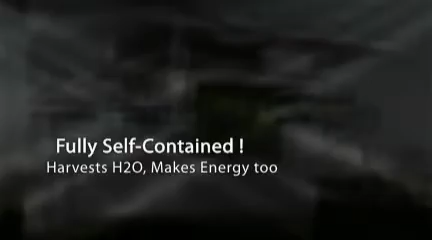 Fully Self-Contained !
Harvests H2O, Makes Energy too